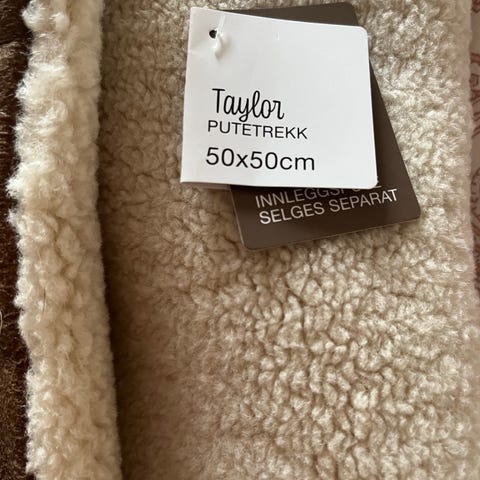 Taylor
PUTETREKK
50x50cm
SELGES SEPARAT